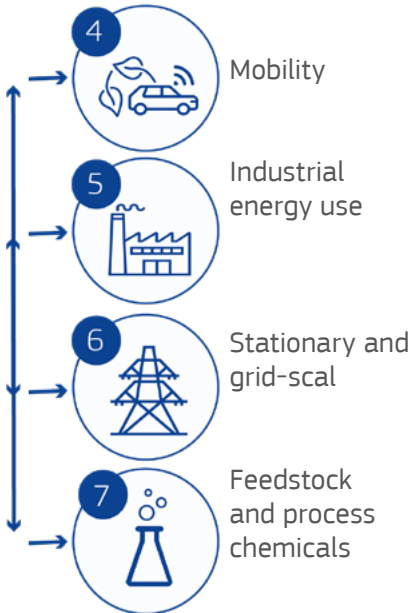 4
Mobility
5
Industrial
energy use
6
Stationary and
grid-scal
7
Feedstock
and process
chemicals